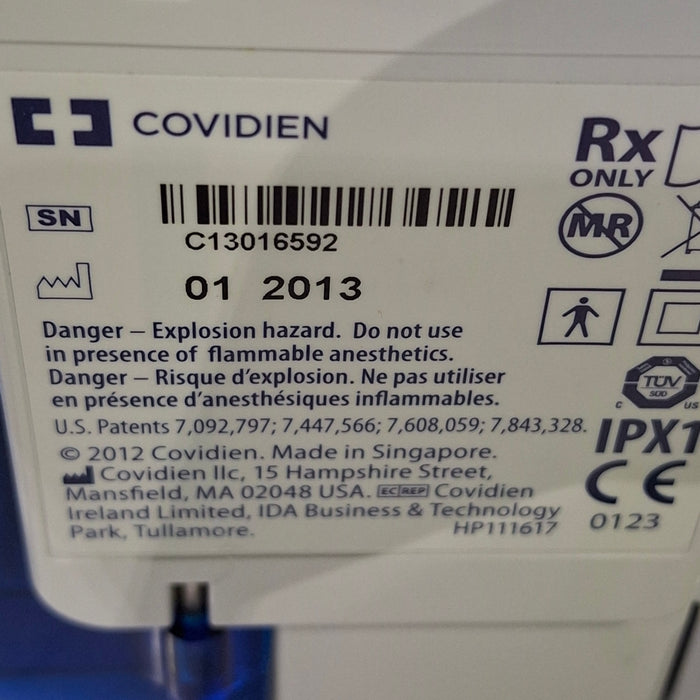 COVIDIEN
Rx
ONLY
SN
C13016592
MR
01 2013
Danger – Explosion hazard. Do not use
in presence of flammable anesthetics.
Danger – Risque d'explosion. Ne pas utiliser
en présence d'anesthésiques inflammables.
TÜV
SÜD
c us
U.S. Patents 7,092,797; 7,447,566; 7,608,059; 7,843,328.
IPX1
© 2012 Covidien. Made in Singapore.
Covidien llc, 15 Hampshire Street,
Mansfield, MA 02048 USA. EC REP Covidien
Ireland Limited, IDA Business & Technology
Park, Tullamore.
HP111617
CE
0123